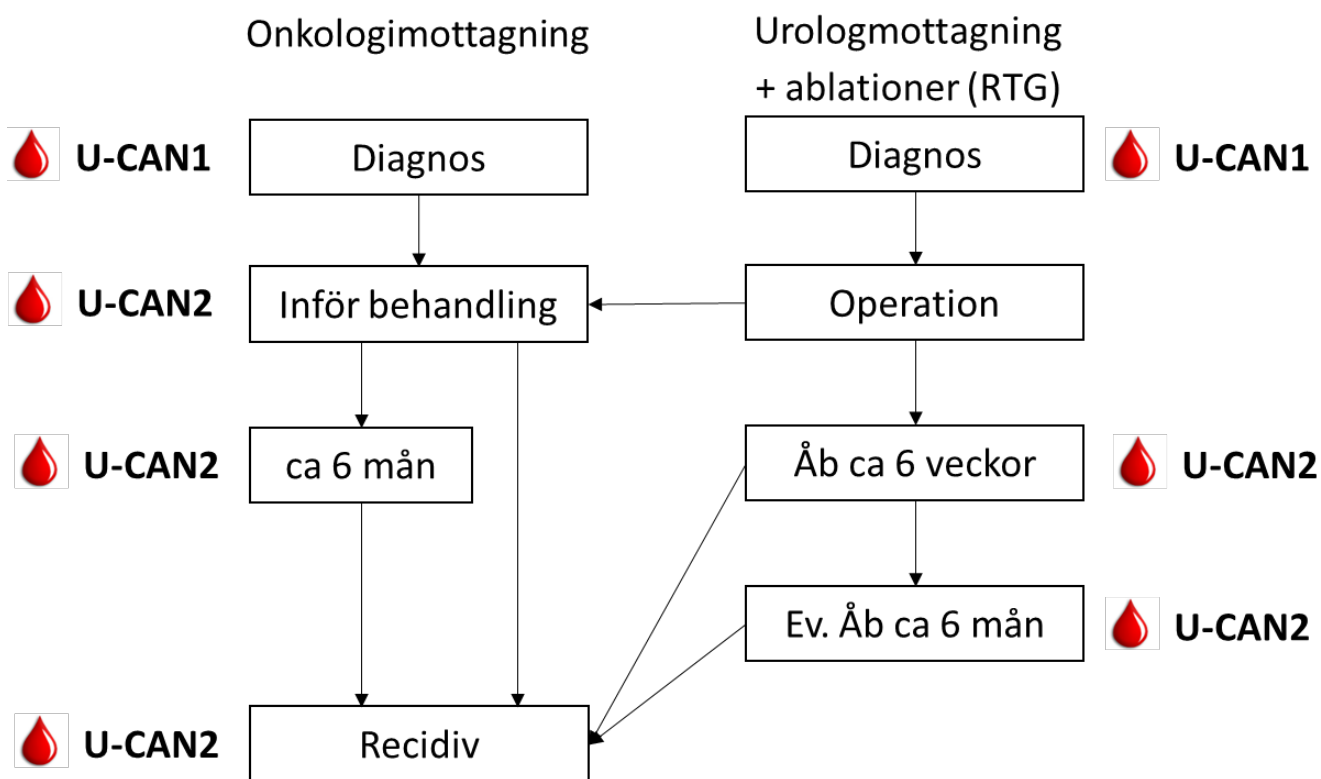 Onkologimottagning
Urologmottagning
+ ablationer (RTG)
U-CAN1
Diagnos
Diagnos
U-CAN1
U-CAN2
Inför behandling
Operation
U-CAN2
ca 6 mån
Åb ca 6 veckor
U-CAN2
Ev. Åb ca 6 mån
U-CAN2
U-CAN2
Recidiv